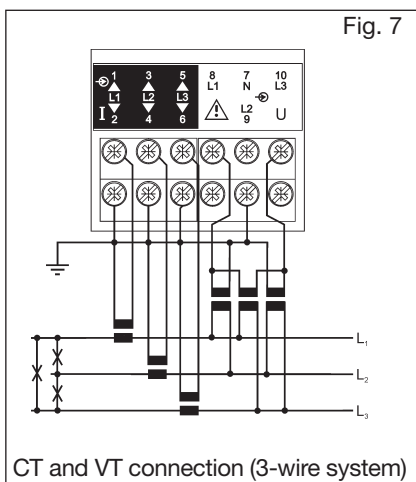 Fig. 7
1 3 5 8 7 10
L1 N L3
L1 L2 L3
L2
I 2 4 6 9 U
L1
L2
L3
CT and VT connection (3-wire system)